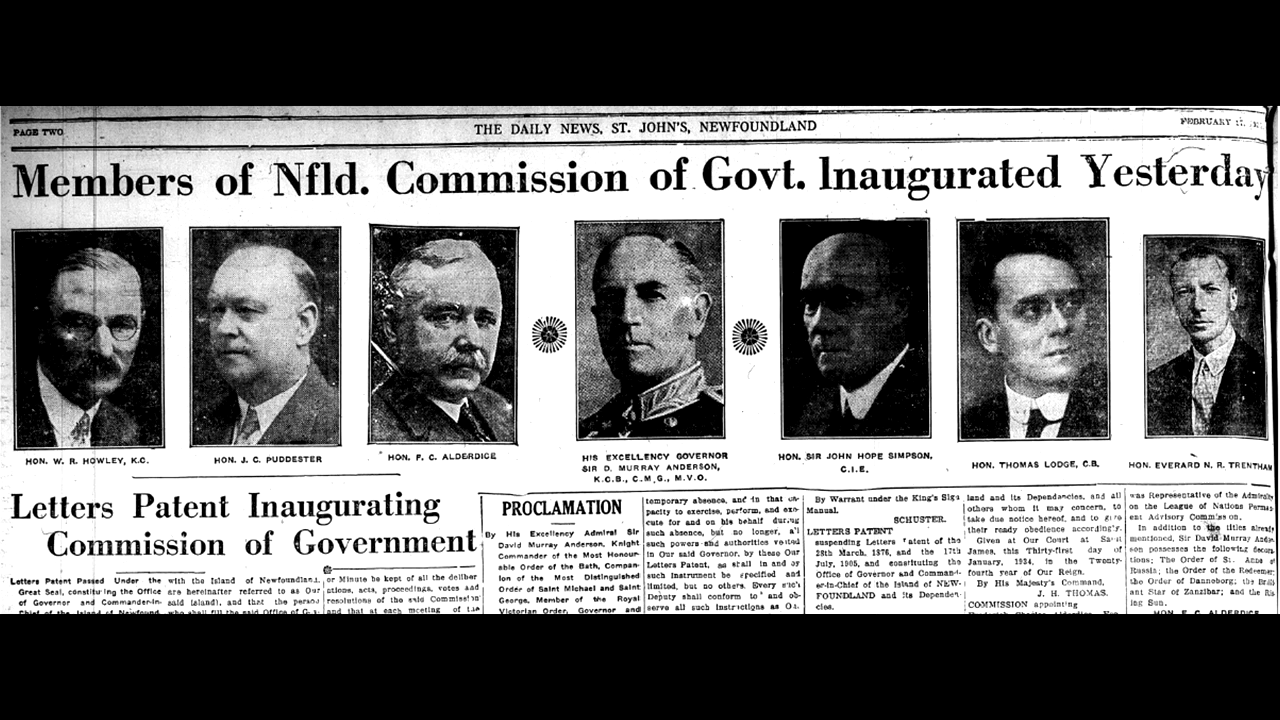 PAGE TWO
THE DAILY NEWS, ST. JOHN'S, NEWFOUNDLAND
FEBRUARY
Members of Nfld. Commission of Govt. Inaugurated Yesterday
HON. W. R. HOWLEY, K.C.
HON. J. C. PUDDESTER
HON. F. C. ALDERDICE
HIS EXCELLENCY GOVERNOR
SIR D. MURRAY ANDERSON,
K.C.B., C.M.G., M.V.O.
HON. SIR JOHN HOPE SIMPSON,
C.I.E.
HON. THOMAS LODGE, C.B.
HON. EVERARD N. R. TRENTHAM
Letters Patent Inaugurating
Commission of Government
Letters Patent Passed Under the
Great Seal, constituting the Office
of Governor and Commander-in-
Chief of the Island of Newfound-
with the Island of Newfoundland,
are hereinafter referred to as Our
said Island), and that the person
who shall fill the said Office of
or Minute be kept of all the deliber
ations, acts, proceedings, votes and
resolutions of the said Commission
and that at each meeting of the
PROCLAMATION
By His Excellency Admiral Sir
David Murray Anderson, Knight
Commander of the Most Honour-
able Order of the Bath, Compan-
ion of the Most Distinguished
Order of Saint Michael and Saint
George, Member of the Royal
Victorian Order, Governor and
temporary absence, and in that ca-
pacity to exercise, perform, and exe-
cute for and on his behalf during
such absence, but no longer, all
such powers and authorities vested
in Our said Governor, by these Our
Letters Patent, as shall in and by
such instrument be specified and
limited, but no others. Every such
Deputy shall conform to and ob-
serve all such instructions as
By Warrant under the King's Sign
Manual.
SCHUSTER.
LETTERS PATENT
suspending Letters Patent of the
28th March, 1876, and the 17th
July, 1905, and constituting the
Office of Governor and Command-
er-in-Chief of the Island of NEW-
FOUNDLAND and its Dependen-
cies.
land and its Dependencies, and all
others whom it may concern, to
take due notice hereof, and to give
their ready obedience accordingly.
Given at Our Court at Saint
James, this Thirty-first day of
January, 1934, in the Twenty-
fourth year of Our Reign.
By His Majesty's Command,
J. H. THOMAS.
COMMISSION appointing
was Representative of the Admiralty
on the League of Nations Perman-
ent Advisory Commission.
In addition to the titles already
mentioned, Sir David Murray Ander-
son possesses the following decora-
tions; The Order of St. Anne of
Russia; the Order of the Redeemer;
the Order of Danneborg; the Brilli
ant Star of Zanzibar; and the Ris
ing Sun.
HON. F. C. ALDERDICE